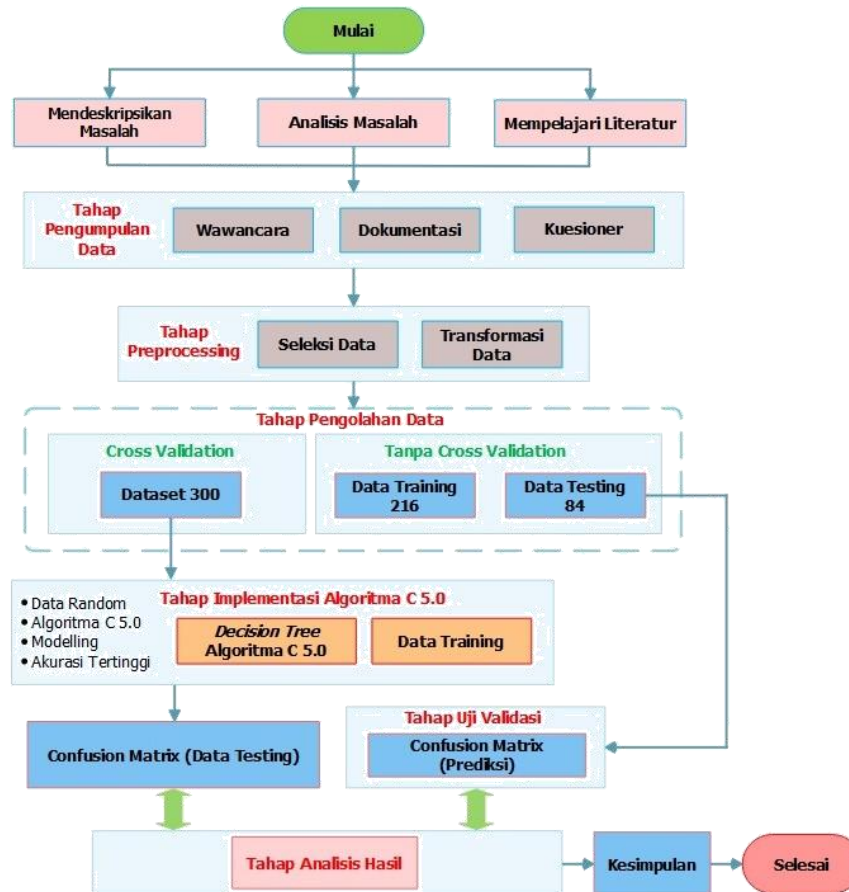 Mulai
Mendeskripsikan
Masalah
Analisis Masalah
Mempelajari Literatur
Tahap
Pengumpulan
Data
Wawancara
Dokumentasi
Kuesioner
Tahap
Preprocessing
Seleksi Data
Transformasi
Data
Tahap Pengolahan Data
Cross Validation
Dataset 300
Tanpa Cross Validation
Data Training
216
Data Testing
84
Tahap Implementasi Algoritma C 5.0
• Data Random
• Algoritma C 5.0
• Modelling
• Akurasi Tertinggi
Decision Tree
Algoritma C 5.0
Data Training
Confusion Matrix (Data Testing)
Tahap Uji Validasi
Confusion Matrix
(Prediksi)
Tahap Analisis Hasil
Kesimpulan
Selesai